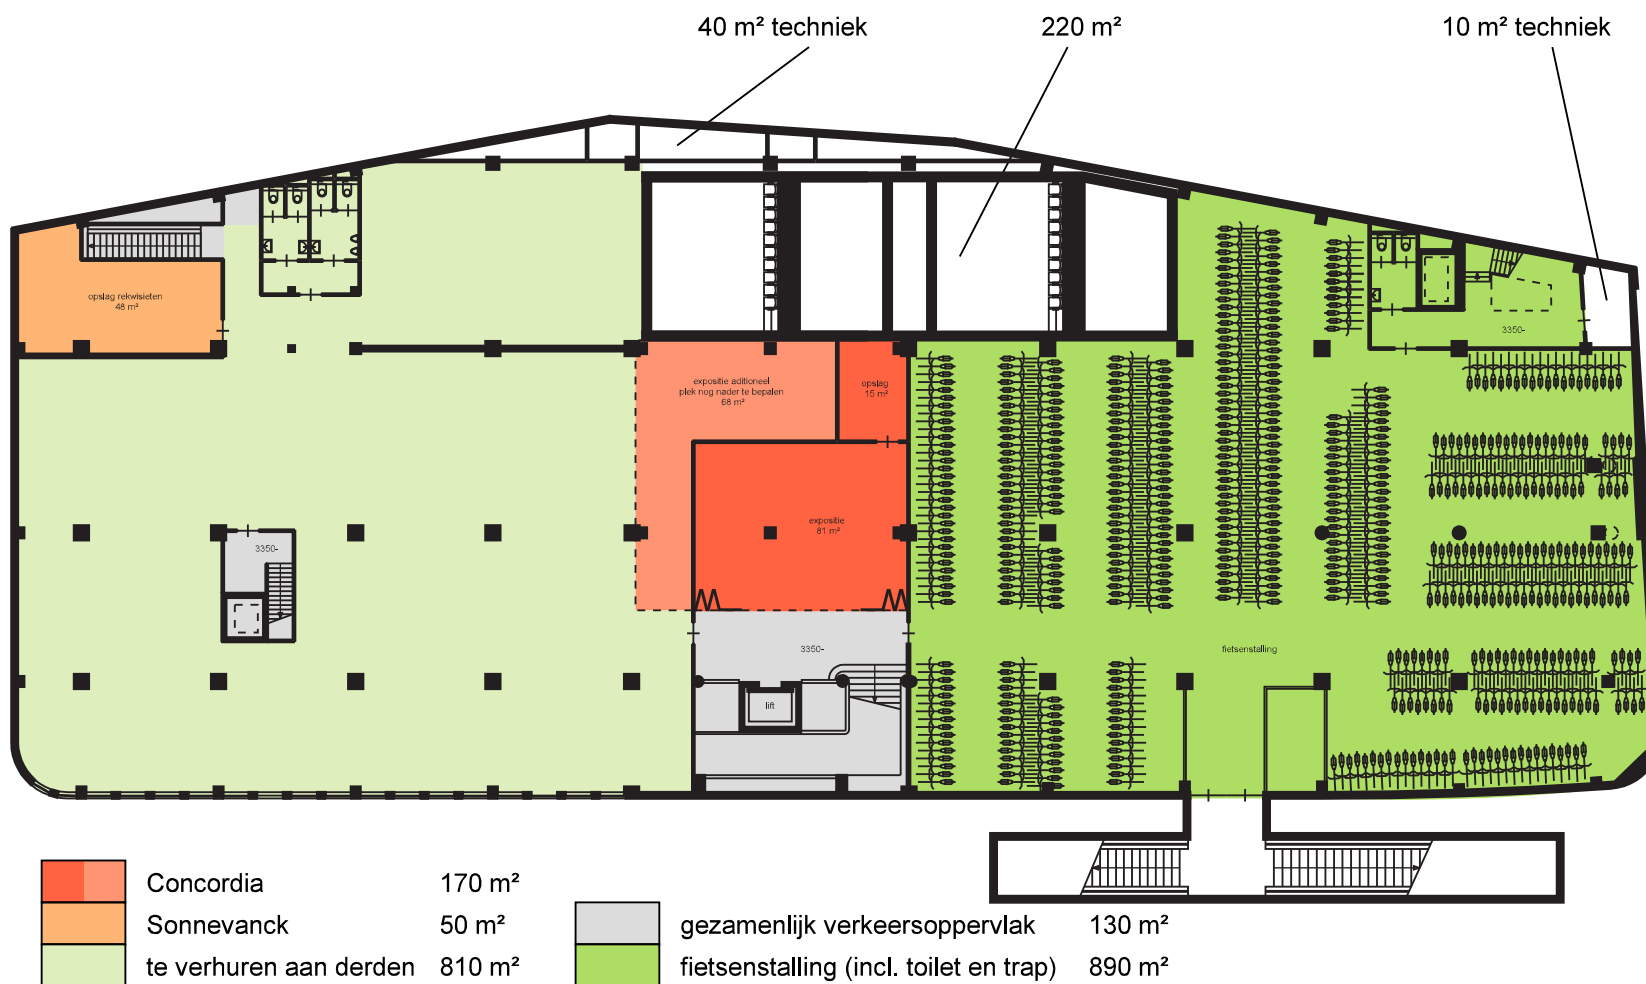 40 m² techniek
220 m²
10 m² techniek
opslag rekwisieten
48 m²
3350-
expositie aditioneel
plek nog nader te bepalen
68 m²
opslag
15 m²
expositie
81 m²
3350-
3350-
lift
fietsenstalling
Concordia 170 m²
Sonnevanck 50 m²
te verhuren aan derden 810 m²
gezamenlijk verkeersoppervlak 130 m²
fietsenstalling (incl. toilet en trap) 890 m²